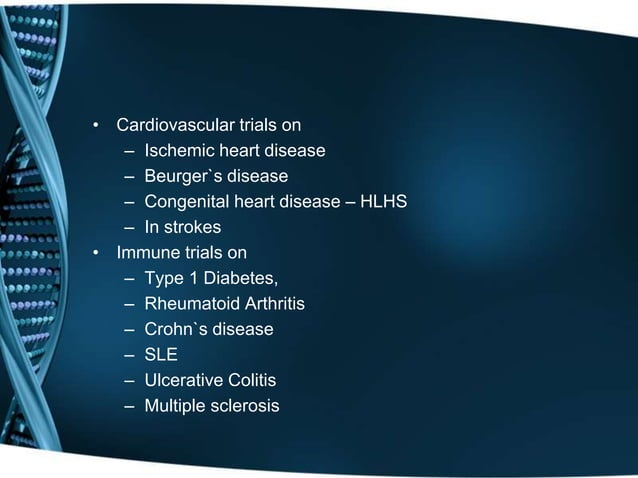 • Cardiovascular trials on
– Ischemic heart disease
– Beurger`s disease
– Congenital heart disease – HLHS
– In strokes
• Immune trials on
– Type 1 Diabetes,
– Rheumatoid Arthritis
– Crohn`s disease
– SLE
– Ulcerative Colitis
– Multiple sclerosis